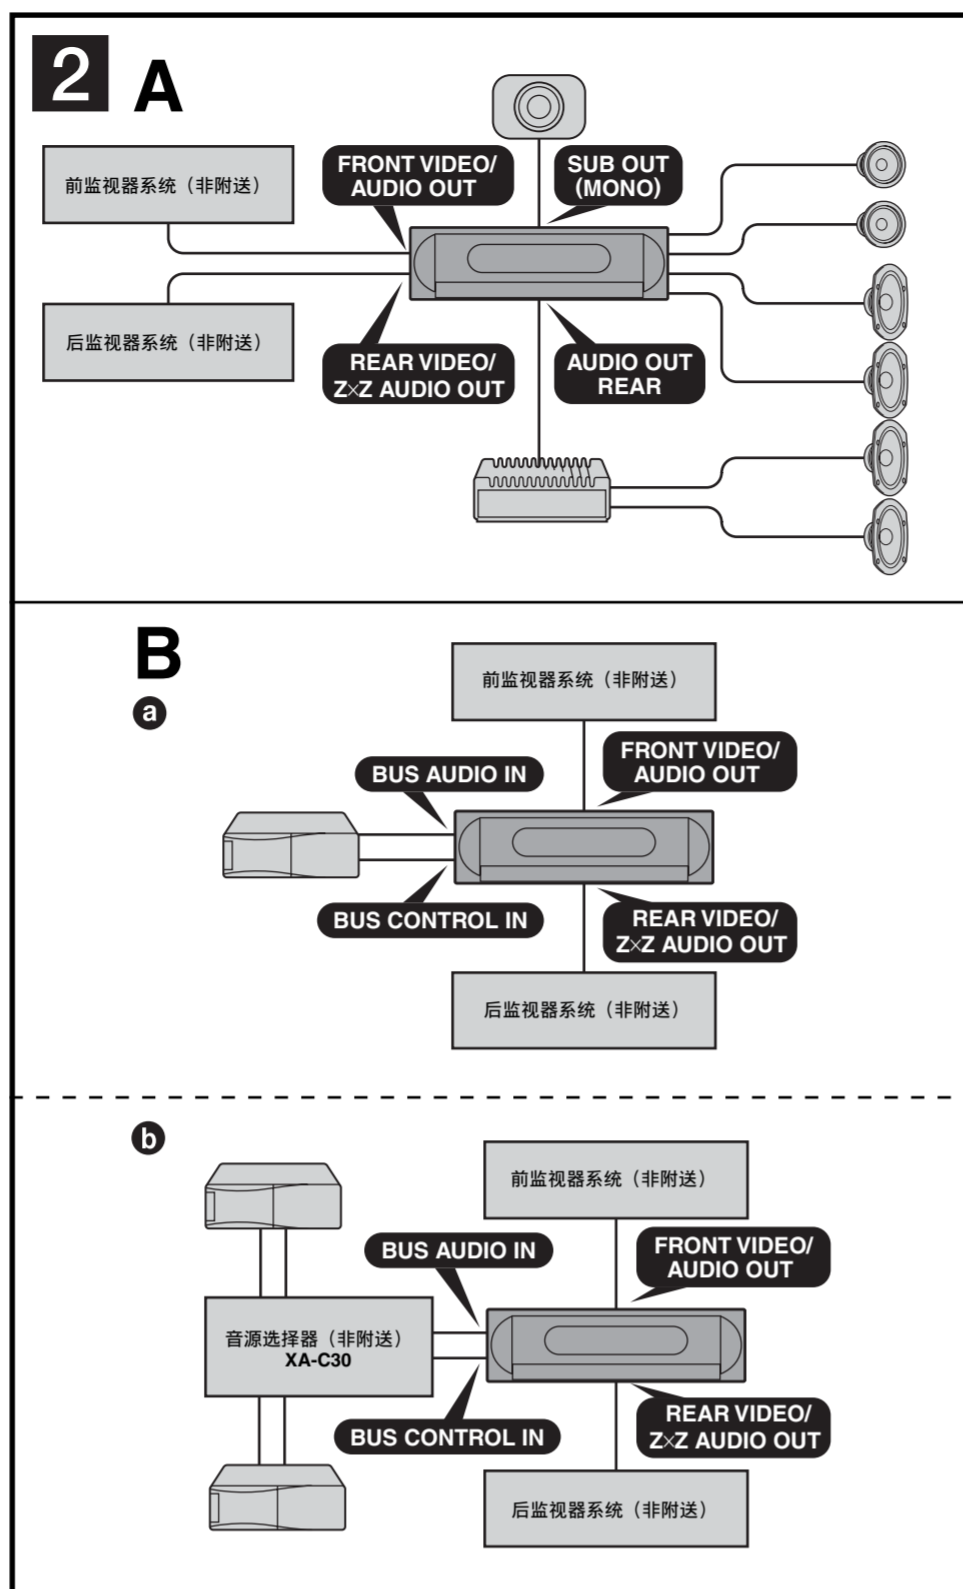 2 A
FRONT VIDEO/
AUDIO OUT
SUB OUT
(MONO)
前监视器系统（非附送）
后监视器系统（非附送）
REAR VIDEO/
Z×Z AUDIO OUT
AUDIO OUT
REAR
B
a
前监视器系统（非附送）
FRONT VIDEO/
AUDIO OUT
BUS AUDIO IN
BUS CONTROL IN
REAR VIDEO/
Z×Z AUDIO OUT
后监视器系统（非附送）
b
前监视器系统（非附送）
FRONT VIDEO/
AUDIO OUT
BUS AUDIO IN
音源选择器（非附送）
XA-C30
BUS CONTROL IN
REAR VIDEO/
Z×Z AUDIO OUT
后监视器系统（非附送）